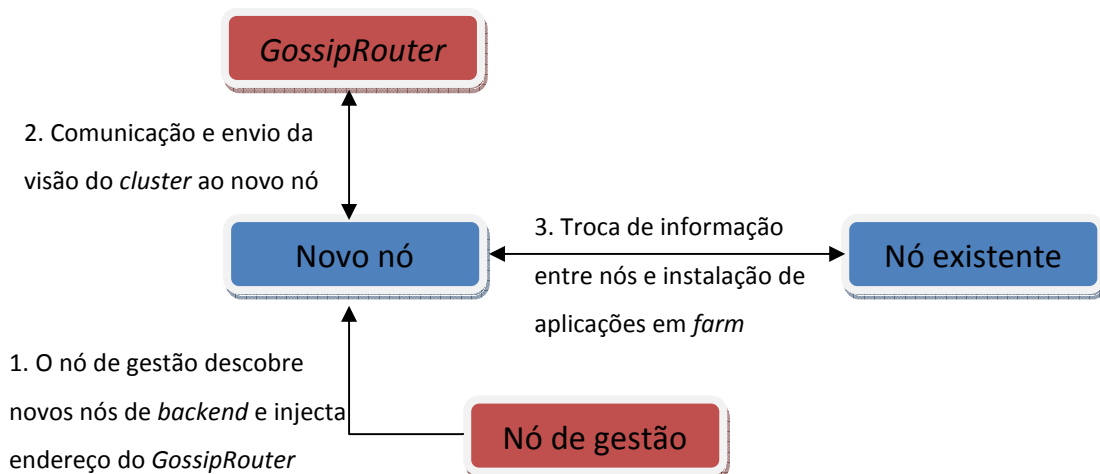 GossipRouter
2. Comunicação e envio da
visão do cluster ao novo nó
Novo nó
3. Troca de informação
entre nós e instalação de
aplicações em farm
Nó existente
1. O nó de gestão descobre
novos nós de backend e injecta
endereço do GossipRouter
Nó de gestão